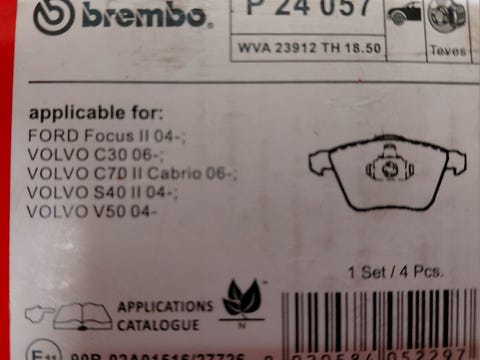 brembo
P 24 057
WVA 23912 TH 18.50
Teves
applicable for:
FORD Focus II 04-;
VOLVO C30 06-;
VOLVO C70 II Cabrio 06-;
VOLVO S40 II 04-;
VOLVO V50 04-
1 Set / 4 Pcs.
APPLICATIONS
CATALOGUE
N
E11